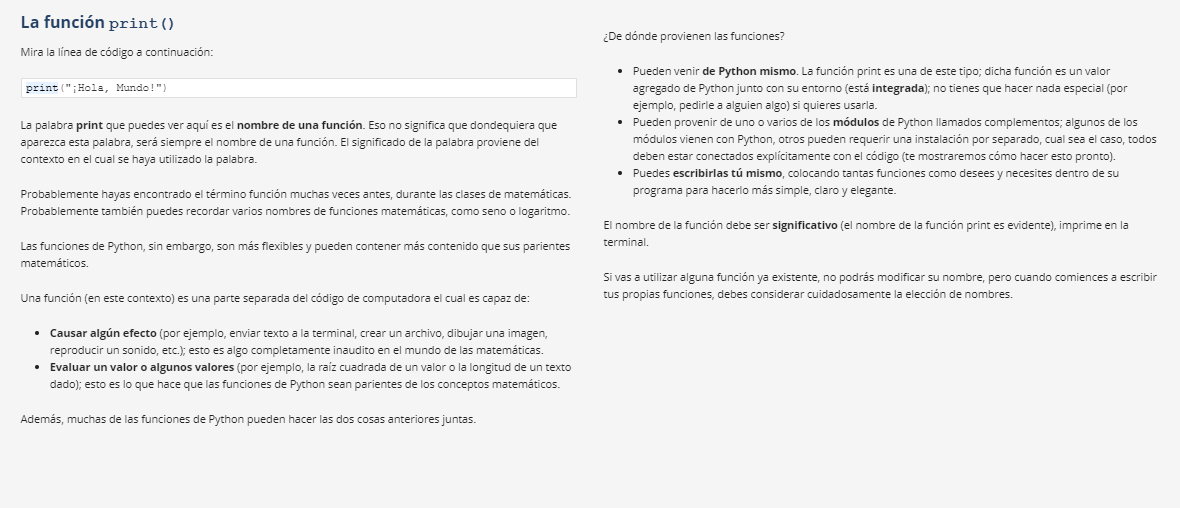 La función print()
Mira la línea de código a continuación:
print("¡Hola, Mundo!")
La palabra print que puedes ver aquí es el nombre de una función. Eso no significa que dondequiera que
aparezca esta palabra, será siempre el nombre de una función. El significado de la palabra proviene del
contexto en el cual se haya utilizado la palabra.
Probablemente hayas encontrado el término función muchas veces antes, durante las clases de matemáticas.
Probablemente también puedes recordar varios nombres de funciones matemáticas, como seno o logaritmo.
Las funciones de Python, sin embargo, son más flexibles y pueden contener más contenido que sus parientes
matemáticos.
Una función (en este contexto) es una parte separada del código de computadora el cual es capaz de:
• Causar algún efecto (por ejemplo, enviar texto a la terminal, crear un archivo, dibujar una imagen,
reproducir un sonido, etc.); esto es algo completamente inaudito en el mundo de las matemáticas.
• Evaluar un valor o algunos valores (por ejemplo, la raíz cuadrada de un valor o la longitud de un texto
dado); esto es lo que hace que las funciones de Python sean parientes de los conceptos matemáticos.
Además, muchas de las funciones de Python pueden hacer las dos cosas anteriores juntas.
¿De dónde provienen las funciones?
• Pueden venir de Python mismo. La función print es una de este tipo; dicha función es un valor
agregado de Python junto con su entorno (está integrada); no tienes que hacer nada especial (por
ejemplo, pedirle a alguien algo) si quieres usarla.
• Pueden provenir de uno o varios de los módulos de Python llamados complementos; algunos de los
módulos vienen con Python, otros pueden requerir una instalación por separado, cual sea el caso, todos
deben estar conectados explícitamente con el código (te mostraremos cómo hacer esto pronto).
• Puedes escribirlas tú mismo, colocando tantas funciones como desees y necesites dentro de su
programa para hacerlo más simple, claro y elegante.
El nombre de la función debe ser significativo (el nombre de la función print es evidente), imprime en la
terminal.
Si vas a utilizar alguna función ya existente, no podrás modificar su nombre, pero cuando comiences a escribir
tus propias funciones, debes considerar cuidadosamente la elección de nombres.